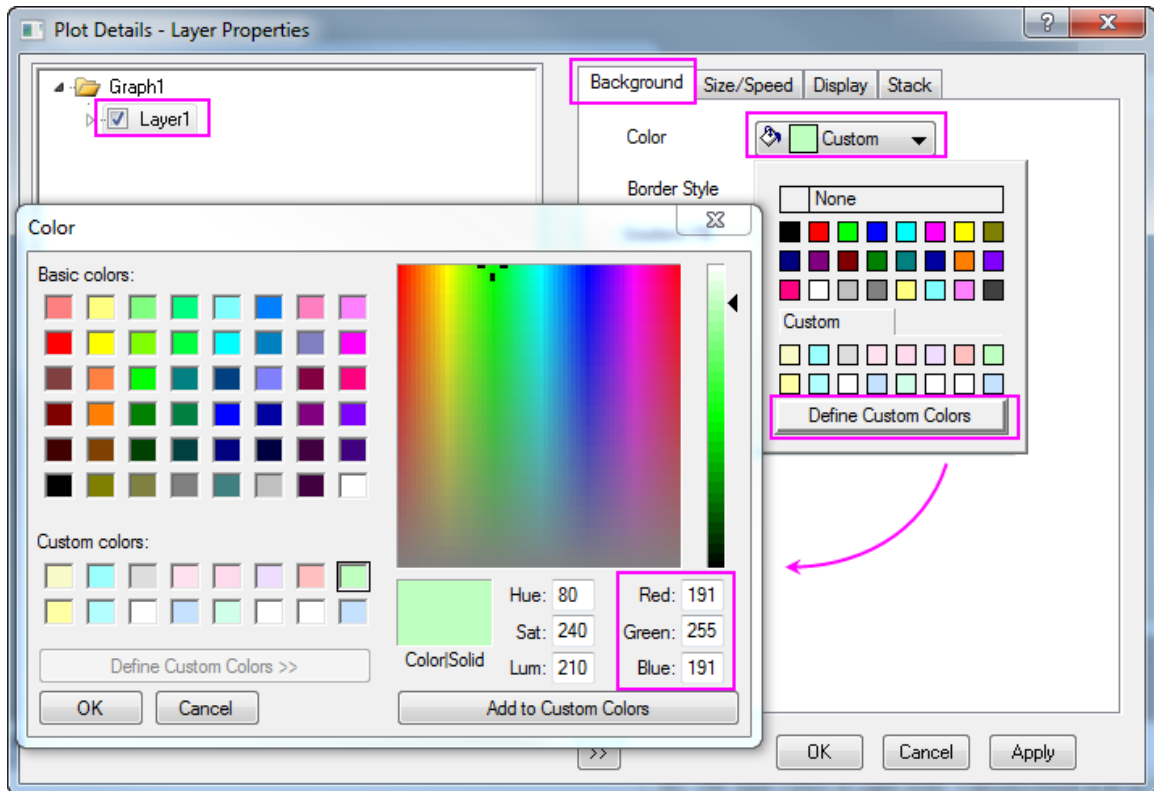 Plot Details - Layer Properties
Graph1
Layer1
Background Size/Speed Display Stack
Color
Custom
Border Style
None
Custom
Define Custom Colors
Color
Basic colors:
Custom colors:
Define Custom Colors >>
OK Cancel
Color|Solid
Hue: 80
Sat: 240
Lum: 210
Red: 191
Green: 255
Blue: 191
Add to Custom Colors
>>
OK Cancel Apply